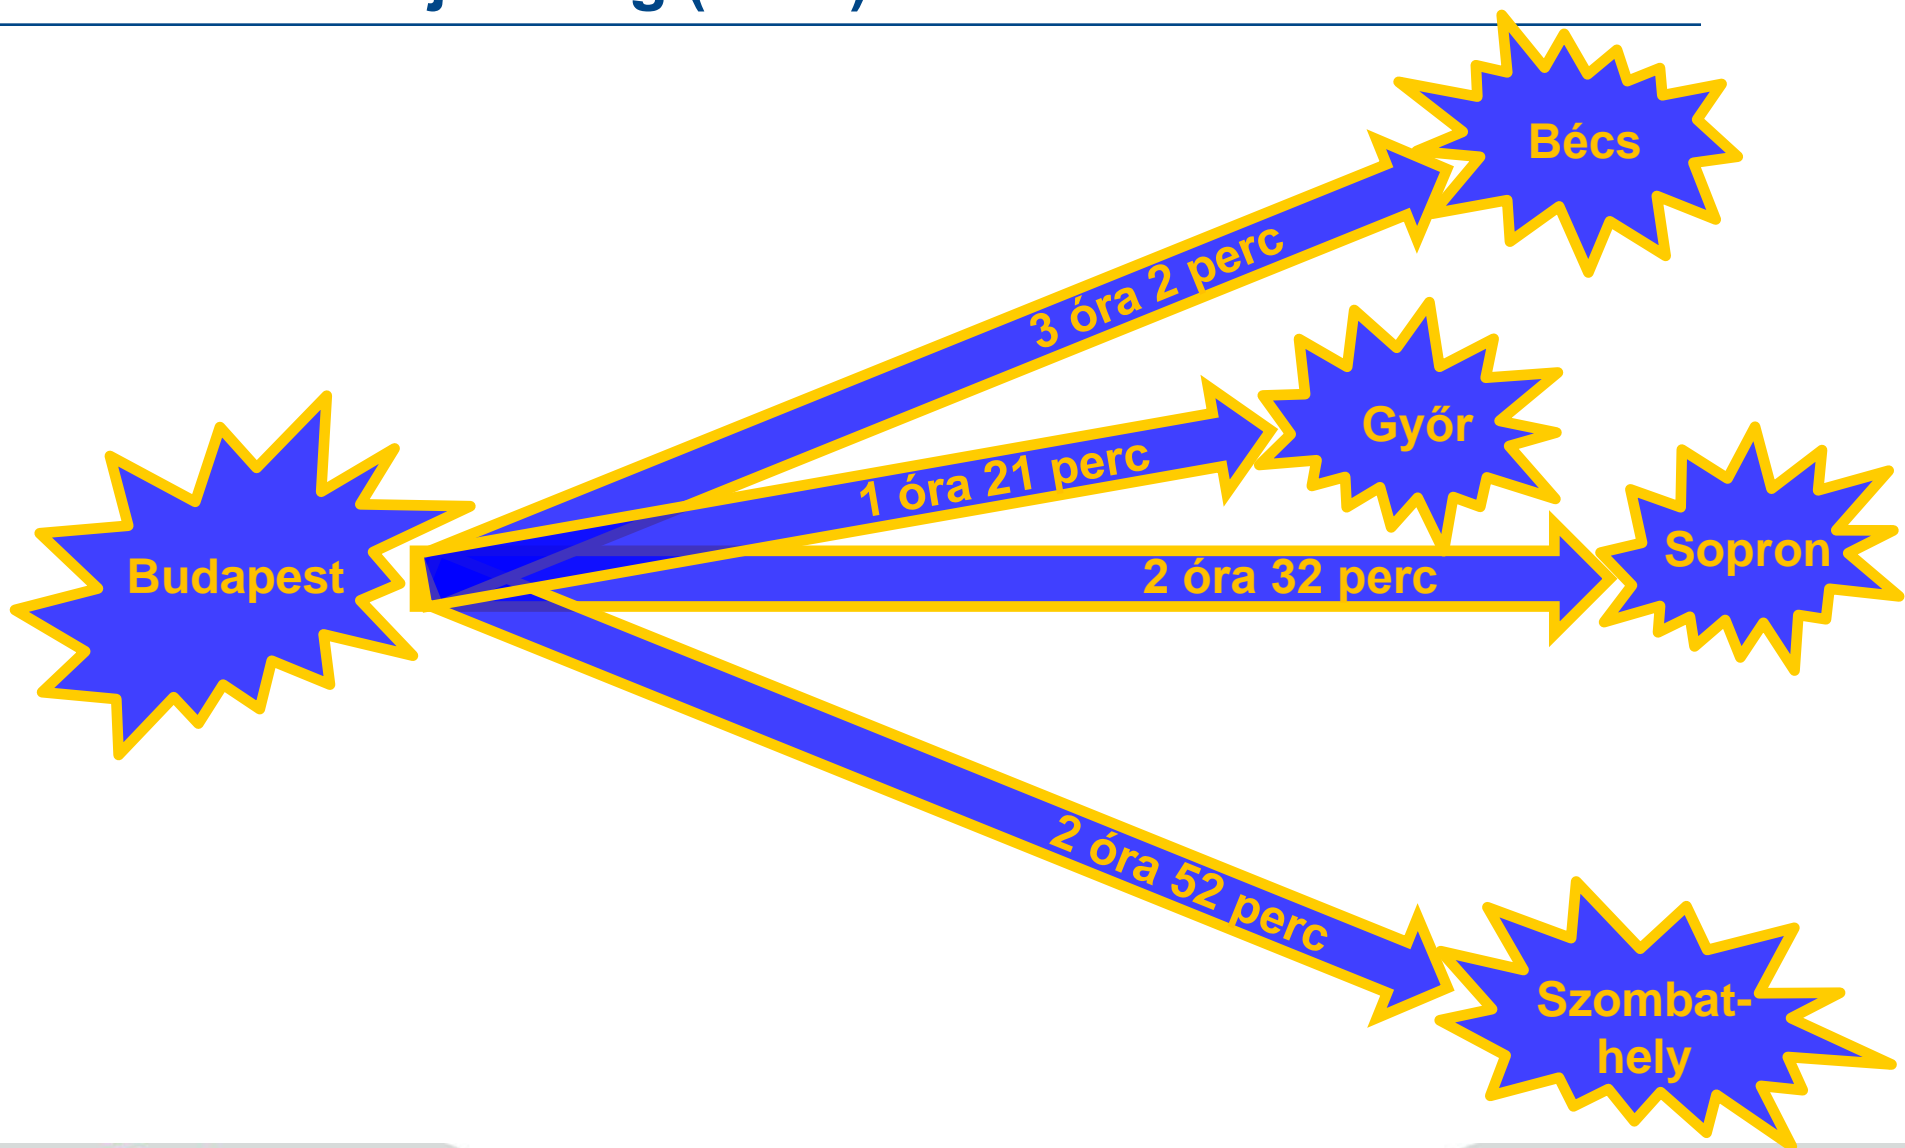 Bécs
3 óra 2 perc
Győr
1 óra 21 perc
Sopron
Budapest
2 óra 32 perc
2 óra 52 perc
Szombat-
hely